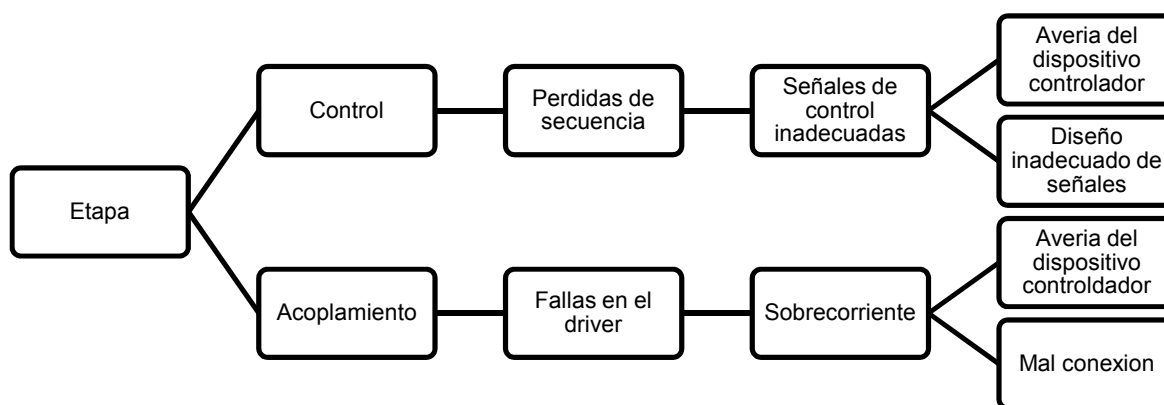 Etapa
Control
Perdidas de
secuencia
Señales de
control
inadecuadas
Averia del
dispositivo
controlador
Diseño
inadecuado de
señales
Acoplamiento
Fallas en el
driver
Sobrecorriente
Averia del
dispositivo
controldador
Mal conexion